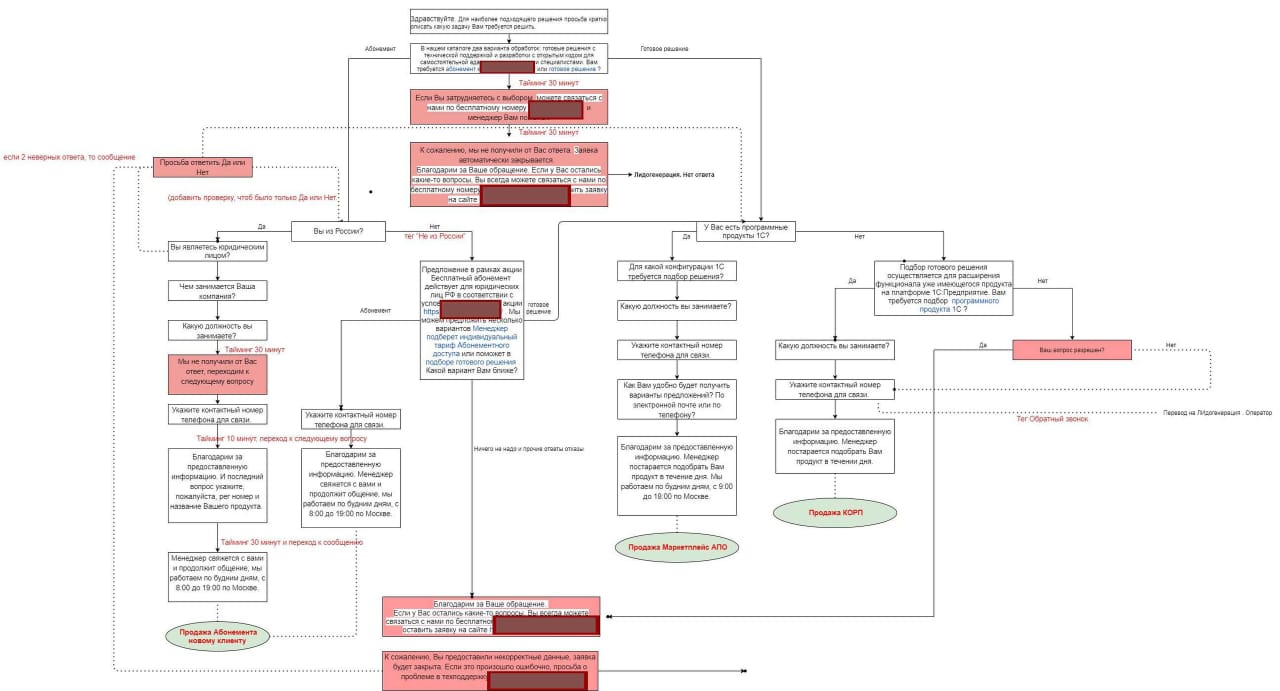 Здравствуйте. Для наиболее подходящего решения просьба кратко
описать какую задачу Вам требуется решить.
Абонемент
В нашем каталоге два варианта обработок: готовые решения с
технической поддержкой и разработки с открытым кодом для
самостоятельной ада и специалистами. Вам
требуется абонемент или готовое решение ?
Готовое решение
Тайминг 30 минут
Если Вы затрудняетесь с выбором, можете связаться с
нами по бесплатному номеру и
менеджер Вам
Тайминг 30 минут
К сожалению, мы не получили от Вас ответа. Заявка
автоматически закрывается.
Благодарим за Ваше обращение. Если у Вас остались
какие-то вопросы, Вы всегда можете связаться с нами по
бесплатному номеру ить заявку
на сайте
Лидогенерация. Нет ответа
если 2 неверных ответа, то сообщение
Просьба ответить Да или
Нет
(добавить проверку, чтоб было только Да или Нет
Да
Вы из России?
Нет
тег "Не из России"
Вы являетесь юридическим
лицом?
Чем занимается Ваша
компания?
Какую должность вы
занимаете?
Тайминг 30 минут
Мы не получили от Вас
ответ, переходим к
следующему вопросу
Укажите контактный номер
телефона для связи.
Тайминг 10 минут, переход к следующему вопросу
Благодарим за
предоставленную
информацию. И последний
вопрос укажите,
пожалуйста, рег номер и
название Вашего продукта.
Тайминг 30 минут и переход к сообщению
Менеджер свяжется с вами
и продолжит общение, мы
работаем по будним дням, с
8.00 до 19:00 по Москве.
Продажа Абонемента
новому клиенту
Предложение в рамках акции
Бесплатный абонемент
действует для юридических
лиц РФ в соответствии с
усло акции
https . Мы
можем предложить несколько
вариантов Менеджер
подберет индивидуальный
тариф Абонементного
доступа или поможет в
подборе готового решения .
Какой вариант Вам ближе?
Абонемент
готовое
решение
Укажите контактный номер
телефона для связи.
Благодарим за
предоставленную
информацию. Менеджер
свяжется с вами и
продолжит общение, мы
работаем по будним дням, с
8:00 до 19:00 по Москве.
Ничего не надо и прочие ответы отказы
Благодарим за Ваше обращение.
Если у Вас остались какие-то вопросы, Вы всегда можете
связаться с нами по бесплатном
оставить заявку на сайте
К сожалению, Вы предоставили некорректные данные, заявка
будет закрыта. Если это произошло ошибочно, просьба о
проблеме в техподдержк
У Вас есть программные
продукты 1С?
Да
Нет
Для какой конфигурации 1С
требуется подбор решения?
Какую должность вы занимаете?
Укажите контактный номер
телефона для связи.
Как Вам удобно будет получить
варианты предложений? По
электронной почте или по
телефону?
Благодарим за предоставленную
информацию. Менеджер
постарается подобрать Вам
продукт в течение дня. Мы
работаем по будним дням, с 9:00
до 18:00 по Москве.
Продажа Маркетплейс АПО
Подбор готового решения
осуществляется для расширения
функционала уже имеющегося продукта
на платформе 1С:Предприятие. Вам
требуется подбор программного
продукта 1С ?
Да
Нет
Какую должность вы занимаете?
Укажите контактный номер
телефона для связи.
Благодарим за предоставленную
информацию. Менеджер
постарается подобрать Вам
продукт в течении дня.
Продажа КОРП
Да
Ваш вопрос разрешен?
Нет
Перевод на ЛИдогенерация . Оператор
Тег Обратный звонок